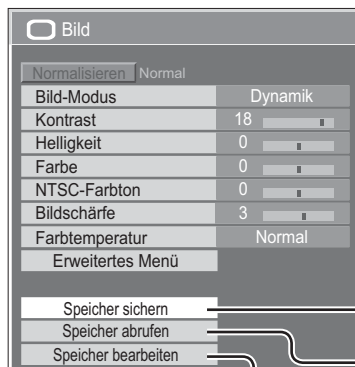 Bild
Normalisieren Normal
Bild-Modus Dynamik
Kontrast 18
Helligkeit 0
Farbe 0
NTSC-Farbton 0
Bildschärfe 3
Farbtemperatur Normal
Erweitertes Menü
Speicher sichern
Speicher abrufen
Speicher bearbeiten